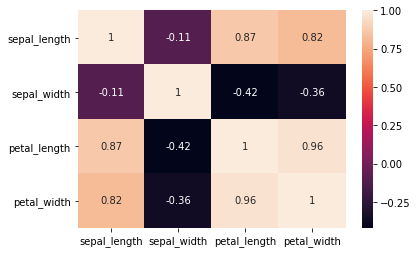 sepal_length 1 -0.11 0.87 0.82
sepal_width -0.11 1 -0.42 -0.36
petal_length 0.87 -0.42 1 0.96
petal_width 0.82 -0.36 0.96 1
sepal_length sepal_width petal_length petal_width
1.00
0.75
0.50
0.25
0.00
-0.25